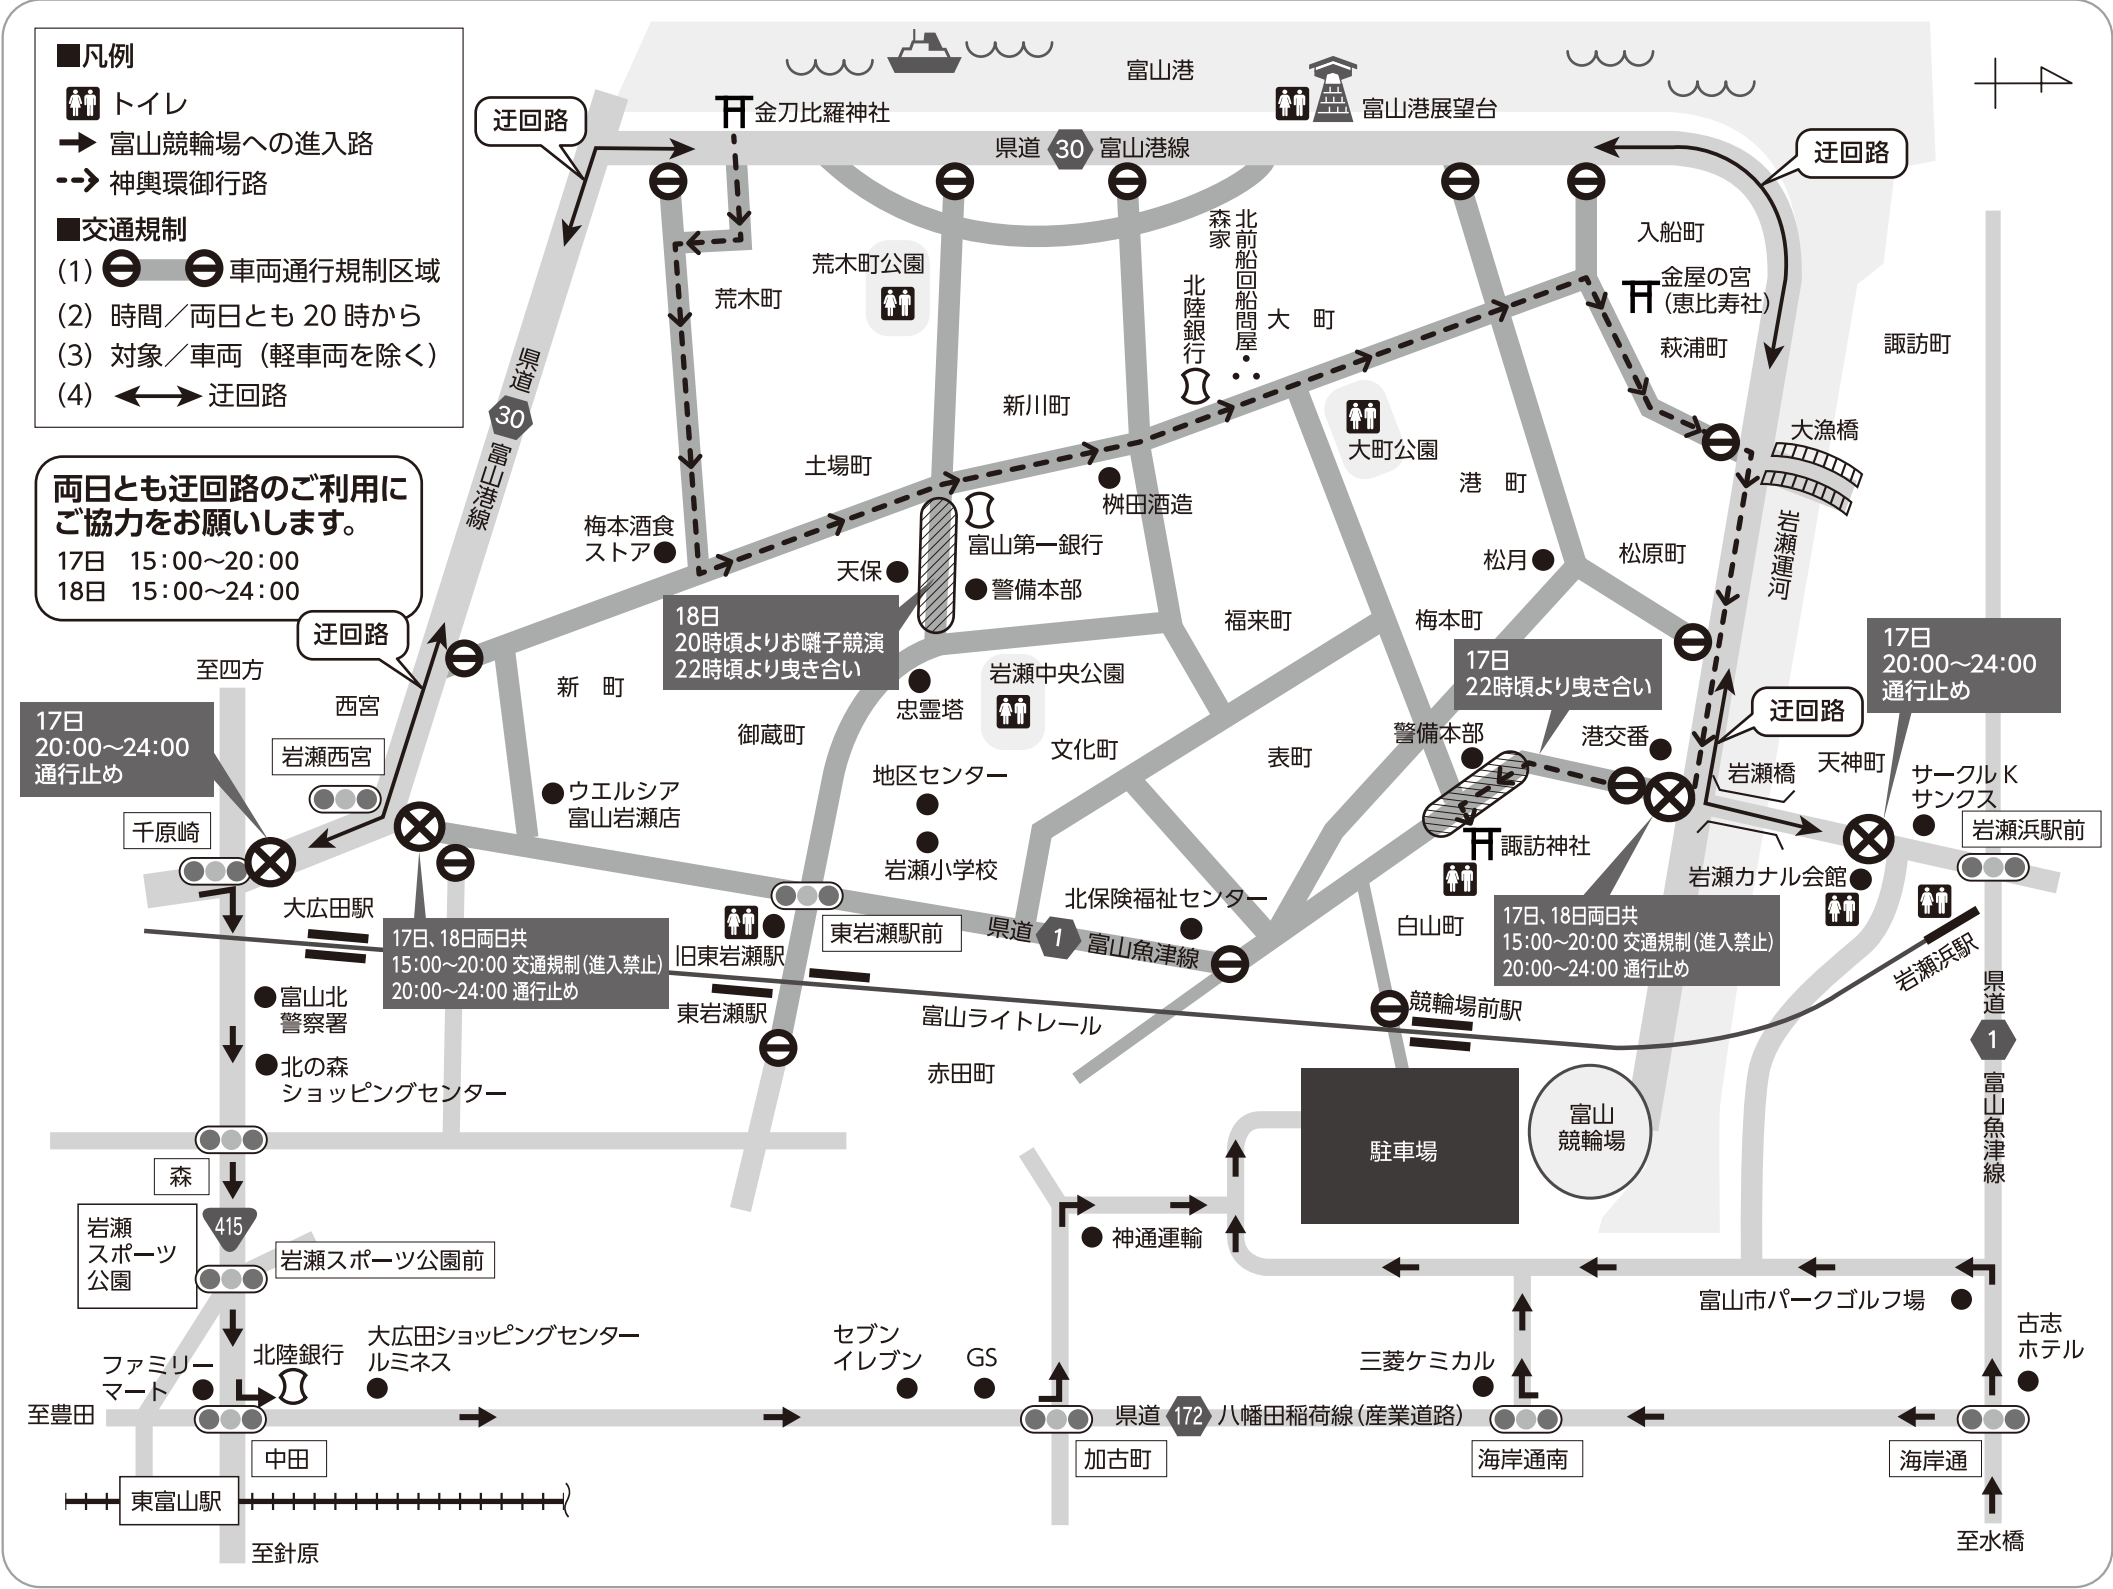 ■凡例
トイレ
富山競輪場への進入路
神輿環御行路
■交通規制
(1) 車両通行規制区域
(2) 時間／両日とも20時から
(3) 対象／車両（軽車両を除く）
(4) 迂回路
両日とも迂回路のご利用に
ご協力をお願いします。
17日　15：00〜20：00
18日　15：00〜24：00
迂回路
迂回路
迂回路
迂回路
富山港
富山港展望台
金刀比羅神社
県道 30 富山港線
県道 30 富山港線
荒木町公園
荒木町
北前船回船問屋
森家
北陸銀行
大　町
入船町
金屋の宮
（恵比寿社）
萩浦町
諏訪町
新川町
土場町
大町公園
大漁橋
港　町
桝田酒造
梅本酒食
ストア
富山第一銀行
天保
警備本部
松月
松原町
岩瀬運河
18日
20時頃よりお囃子競演
22時頃より曳き合い
福来町
梅本町
17日
22時頃より曳き合い
17日
20：00〜24：00
通行止め
至四方
西宮
岩瀬西宮
17日
20：00〜24：00
通行止め
千原崎
新　町
岩瀬中央公園
忠霊塔
御蔵町
文化町
表町
警備本部
港交番
岩瀬橋
天神町
サークルK
サンクス
岩瀬浜駅前
ウエルシア
富山岩瀬店
地区センター
岩瀬小学校
諏訪神社
岩瀬カナル会館
大広田駅
17日、18日両日共
15：00〜20：00 交通規制（進入禁止）
20：00〜24：00 通行止め
旧東岩瀬駅
東岩瀬駅前
東岩瀬駅
県道 1 富山魚津線
北保険福祉センター
白山町
17日、18日両日共
15：00〜20：00 交通規制（進入禁止）
20：00〜24：00 通行止め
岩瀬浜駅
富山北
警察署
北の森
ショッピングセンター
富山ライトレール
競輪場前駅
赤田町
県道 1 富山魚津線
駐車場
富山
競輪場
森
415
岩瀬
スポーツ
公園
岩瀬スポーツ公園前
神通運輸
富山市パークゴルフ場
古志
ホテル
ファミリー
マート
北陸銀行
大広田ショッピングセンター
ルミネス
セブン
イレブン
GS
三菱ケミカル
至豊田
県道 172 八幡田稲荷線（産業道路）
中田
加古町
海岸通南
海岸通
東富山駅
至針原
至水橋